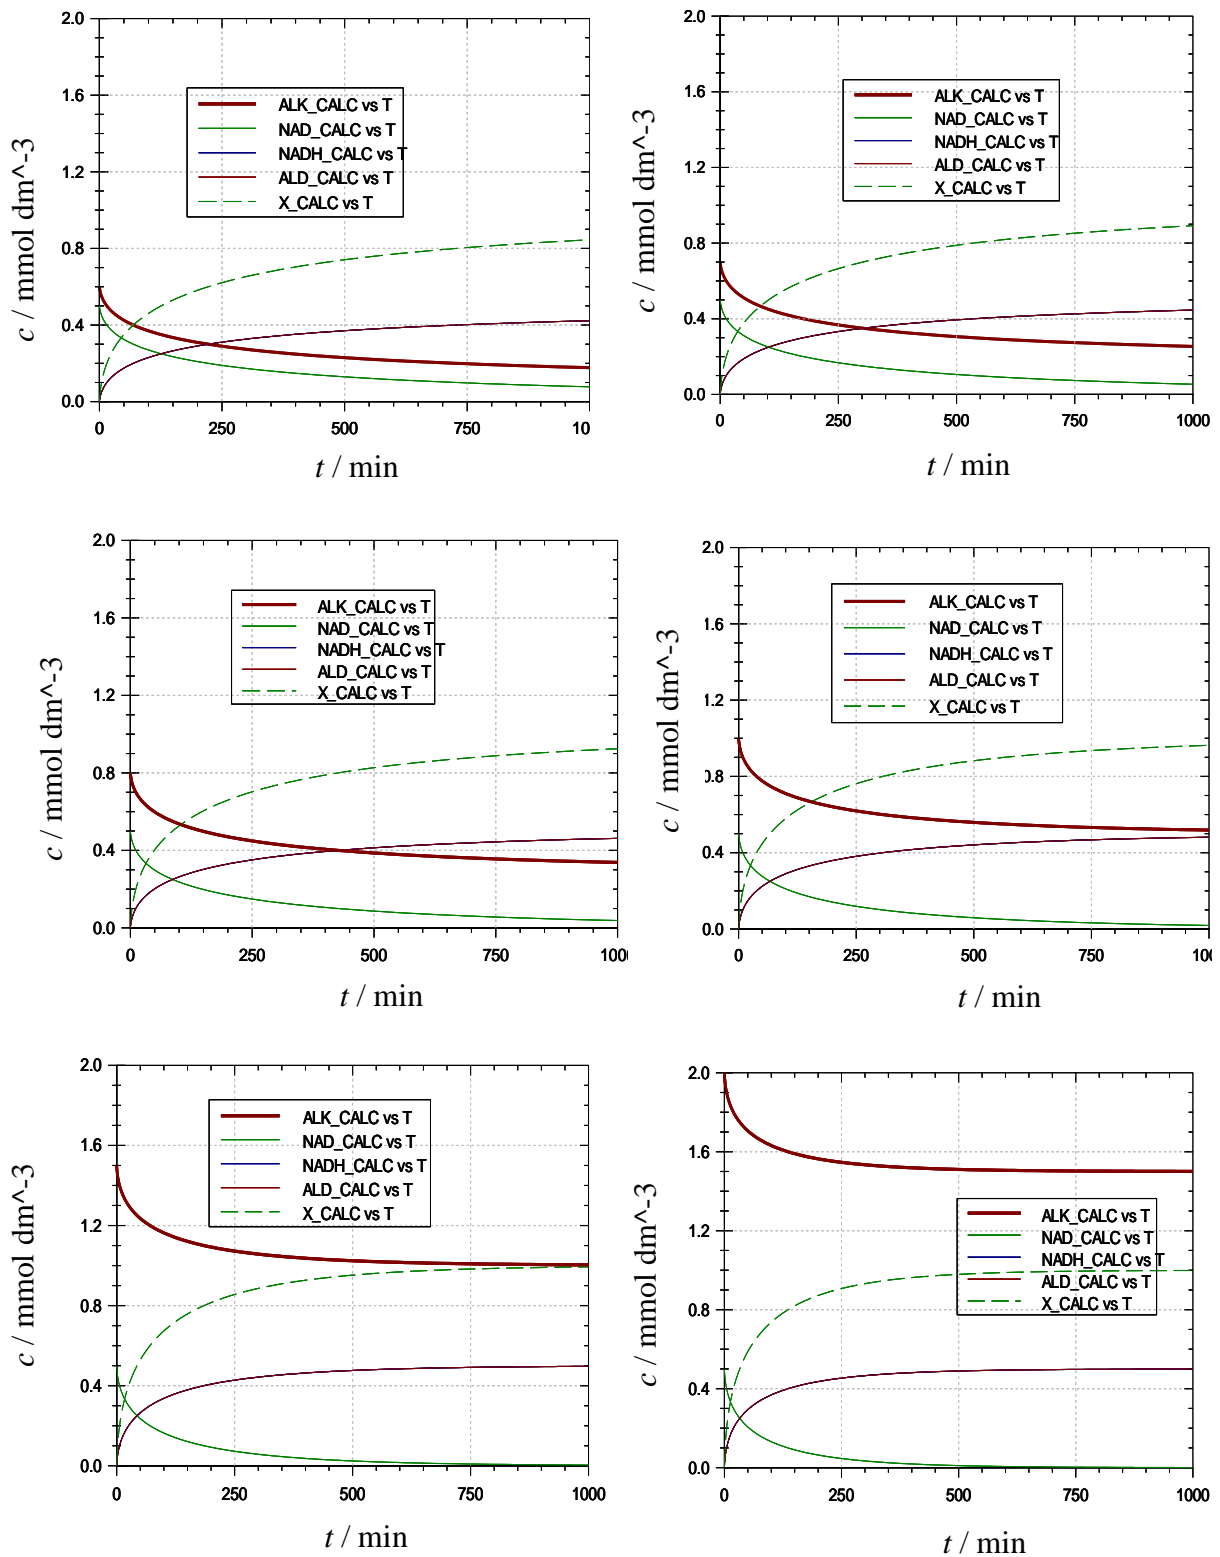 2.0
1.6
1.2
0.8
0.4
0.0
c / mmol dm^-3
ALK_CALC vs T
NAD_CALC vs T
NADH_CALC vs T
ALD_CALC vs T
X_CALC vs T
0 250 500 750 10
t / min
2.0
1.6
1.2
0.8
0.4
0.0
c / mmol dm^-3
ALK_CALC vs T
NAD_CALC vs T
NADH_CALC vs T
ALD_CALC vs T
X_CALC vs T
0 250 500 750 1000
t / min
2.0
1.6
1.2
0.8
0.4
0.0
c / mmol dm^-3
ALK_CALC vs T
NAD_CALC vs T
NADH_CALC vs T
ALD_CALC vs T
X_CALC vs T
0 250 500 750 100
t / min
2.0
1.6
1.2
0.8
0.4
0.0
c / mmol dm^-3
ALK_CALC vs T
NAD_CALC vs T
NADH_CALC vs T
ALD_CALC vs T
X_CALC vs T
0 250 500 750 100
t / min
2.0
1.6
1.2
0.8
0.4
0.0
c / mmol dm^-3
ALK_CALC vs T
NAD_CALC vs T
NADH_CALC vs T
ALD_CALC vs T
X_CALC vs T
0 250 500 750 1000
t / min
2.0
1.6
1.2
0.8
0.4
0.0
c / mmol dm^-3
ALK_CALC vs T
NAD_CALC vs T
NADH_CALC vs T
ALD_CALC vs T
X_CALC vs T
0 250 500 750 1000
t / min